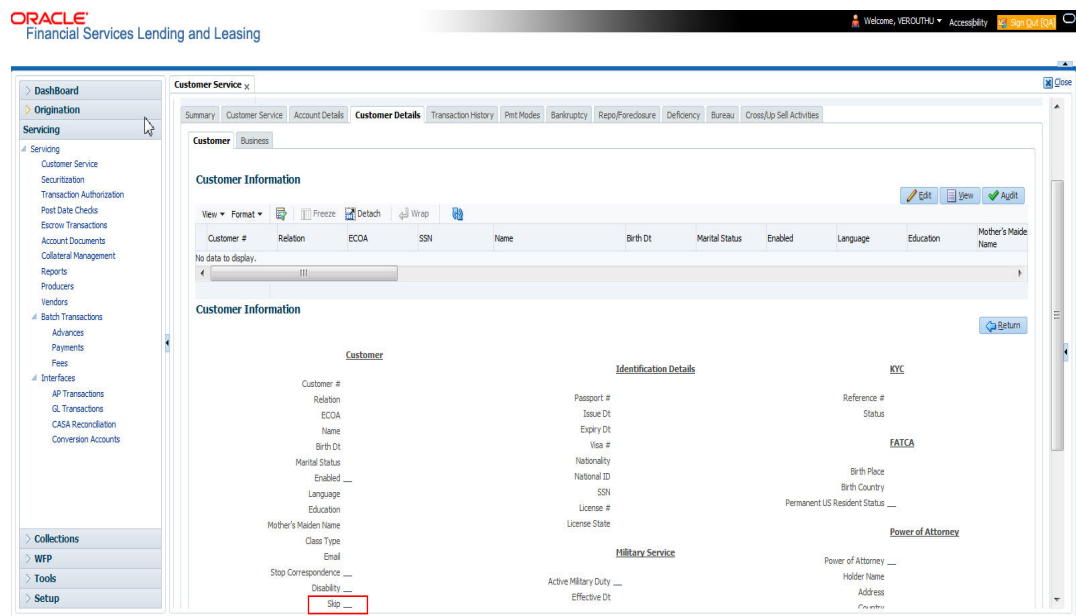 ORACLE
Financial Services Lending and Leasing
Welcome, VEROUTHU Accessibility Sign Out [QA]
Customer Service x
Close
DashBoard
Origination
Servicing
Servicing
Customer Service
Securitization
Transaction Authorization
Post Date Checks
Escrow Transactions
Account Documents
Collateral Management
Reports
Producers
Vendors
Batch Transactions
Advances
Payments
Fees
Interfaces
AP Transactions
GL Transactions
CASA Reconciliation
Conversion Accounts
Collections
WFP
Tools
Setup
Summary Customer Service Account Details Customer Details Transaction History Pmt Modes Bankruptcy Repo/Foreclosure Deficiency Bureau Cross/Up Sell Activities
Customer Business
Customer Information
Edit View Audit
View Format Freeze Detach Wrap
Customer # Relation ECOA SSN Name Birth Dt Marital Status Enabled Language Education Mother's Maide
Name
No data to display.
Customer Information
Return
Customer
Customer #
Relation
ECOA
Name
Birth Dt
Marital Status
Enabled
Language
Education
Mother's Maiden Name
Class Type
Email
Stop Correspondence
Disability
Skip
Identification Details
Passport #
Issue Dt
Expiry Dt
Visa #
Nationality
National ID
SSN
License #
License State
Military Service
Active Military Duty
Effective Dt
KYC
Reference #
Status
FATCA
Birth Place
Birth Country
Permanent US Resident Status
Power of Attorney
Power of Attorney
Holder Name
Address
Country